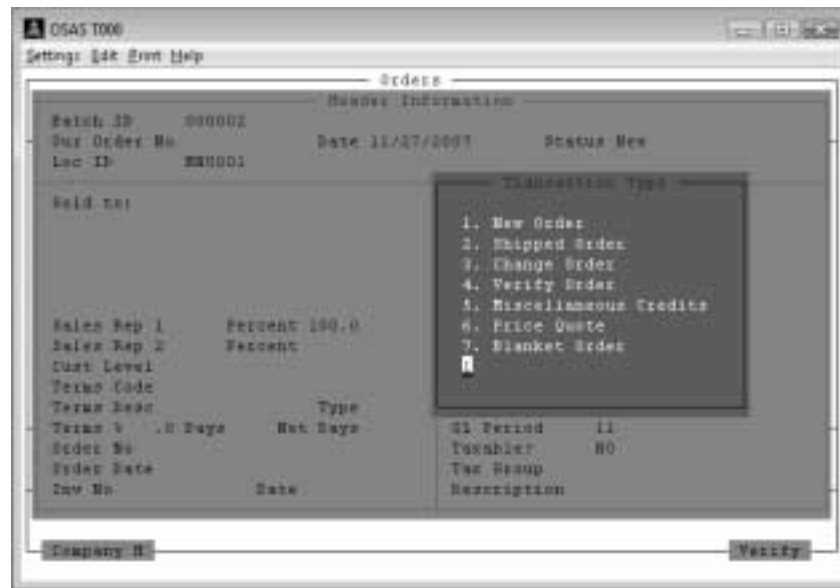 OSAS T000
Settings Edit Print Help
Orders
Header Information
Batch ID 000002
Our Order No Date 11/27/2007 Status New
Loc ID MN0001
Transaction Type
Sold to:
1. New Order
2. Shipped Order
3. Change Order
4. Verify Order
5. Miscellaneous Credits
6. Price Quote
7. Blanket Order
1
Sales Rep 1 Percent 100.0
Sales Rep 2 Percent
Cust Level
Terms Code
Terms Desc Type
Terms % .0 Days Net Days GL Period 11
Order No Taxable? NO
Order Date Tax Group
Inv No Date Description
Company H Verify